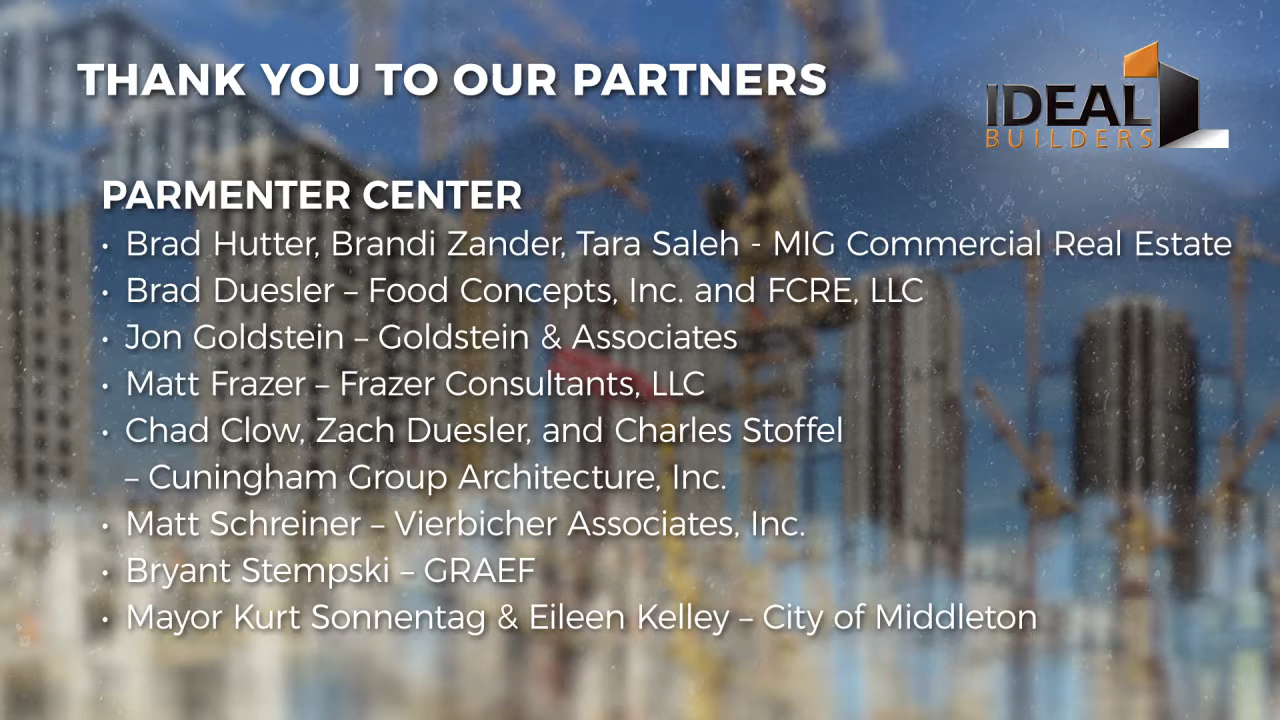 THANK YOU TO OUR PARTNERS
IDEAL
BUILDERS
PARMENTER CENTER
• Brad Hutter, Brandi Zander, Tara Saleh - MIG Commercial Real Estate
• Brad Duesler – Food Concepts, Inc. and FCRE, LLC
• Jon Goldstein – Goldstein & Associates
• Matt Frazer – Frazer Consultants, LLC
• Chad Clow, Zach Duesler, and Charles Stoffel
– Cuningham Group Architecture, Inc.
• Matt Schreiner – Vierbicher Associates, Inc.
• Bryant Stempski – GRAEF
• Mayor Kurt Sonnentag & Eileen Kelley – City of Middleton